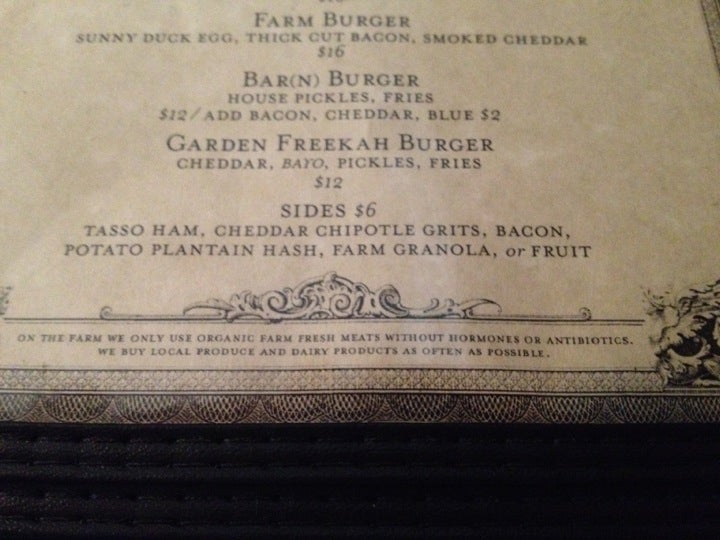 FARM BURGER
SUNNY DUCK EGG, THICK CUT BACON, SMOKED CHEDDAR
$16
BAR(N) BURGER
HOUSE PICKLES, FRIES
$12/ADD BACON, CHEDDAR, BLUE $2
GARDEN FREEKAH BURGER
CHEDDAR, BAYO, PICKLES, FRIES
$12
SIDES $6
TASSO HAM, CHEDDAR CHIPOTLE GRITS, BACON,
POTATO PLANTAIN HASH, FARM GRANOLA, or FRUIT
ON THE FARM WE ONLY USE ORGANIC FARM FRESH MEATS WITHOUT HORMONES OR ANTIBIOTICS.
WE BUY LOCAL PRODUCE AND DAIRY PRODUCTS AS OFTEN AS POSSIBLE.